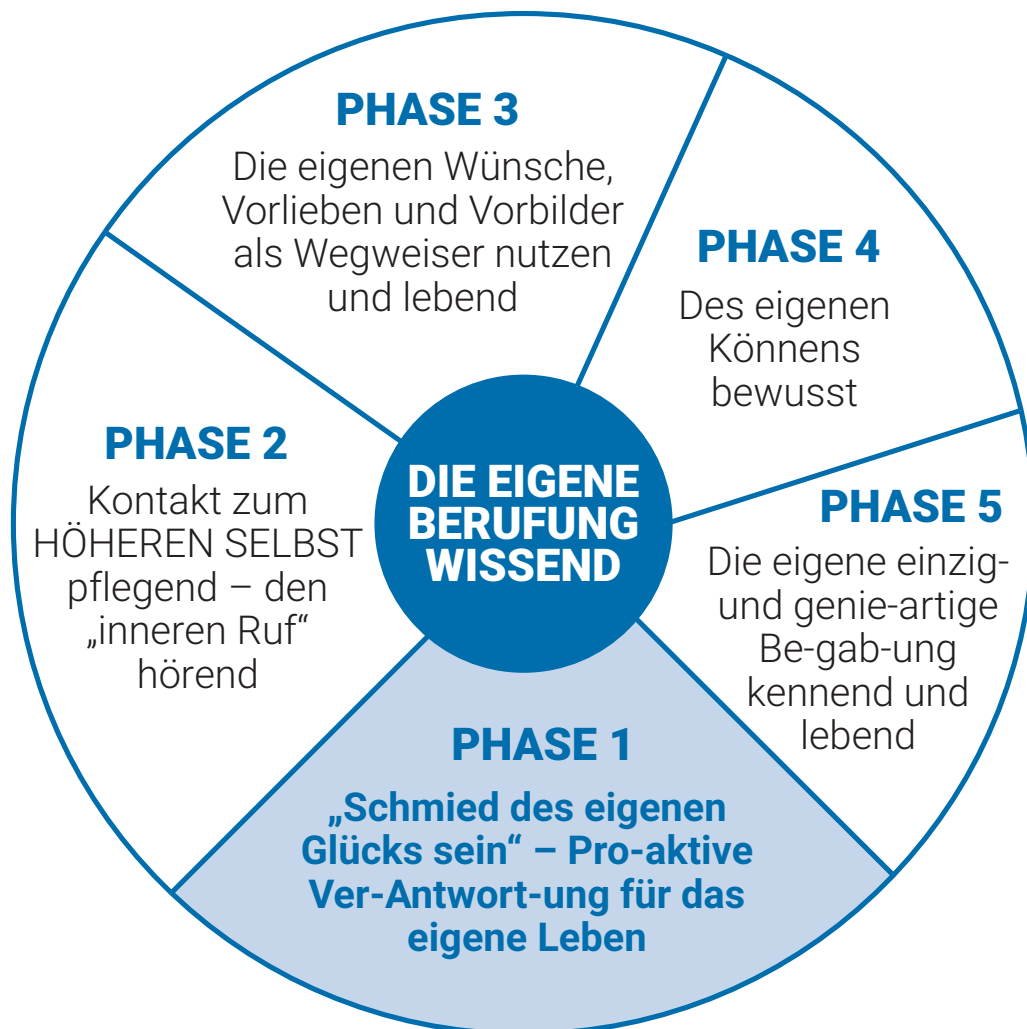 PHASE 3
Die eigenen Wünsche,
Vorlieben und Vorbilder
als Wegweiser nutzen
und lebend
PHASE 4
Des eigenen
Könnens
bewusst
PHASE 2
Kontakt zum
HÖHEREN SELBST
pflegend – den
„inneren Ruf“
hörend
DIE EIGENE
BERUFUNG
WISSEND
PHASE 5
Die eigene einzig-
und genie-artige
Be-gab-ung
kennend und
lebend
PHASE 1
„Schmied des eigenen
Glücks sein“ – Pro-aktive
Ver-Antwort-ung für das
eigene Leben